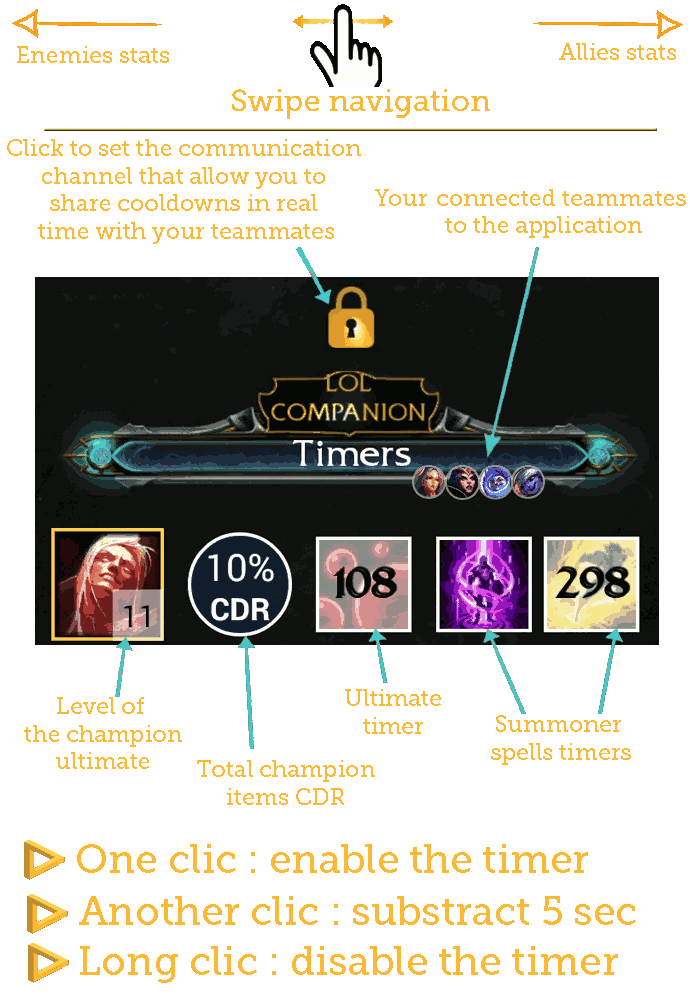 Enemies stats
Allies stats
Swipe navigation
Click to set the communication
channel that allow you to
share cooldowns in real
time with your teammates
Your connected teammates
to the application
LOL
COMPANION
Timers
11
10%
CDR
108
298
Level of
the champion
ultimate
Total champion
items CDR
Ultimate
timer
Summoner
spells timers
One clic : enable the timer
Another clic : substract 5 sec
Long clic : disable the timer